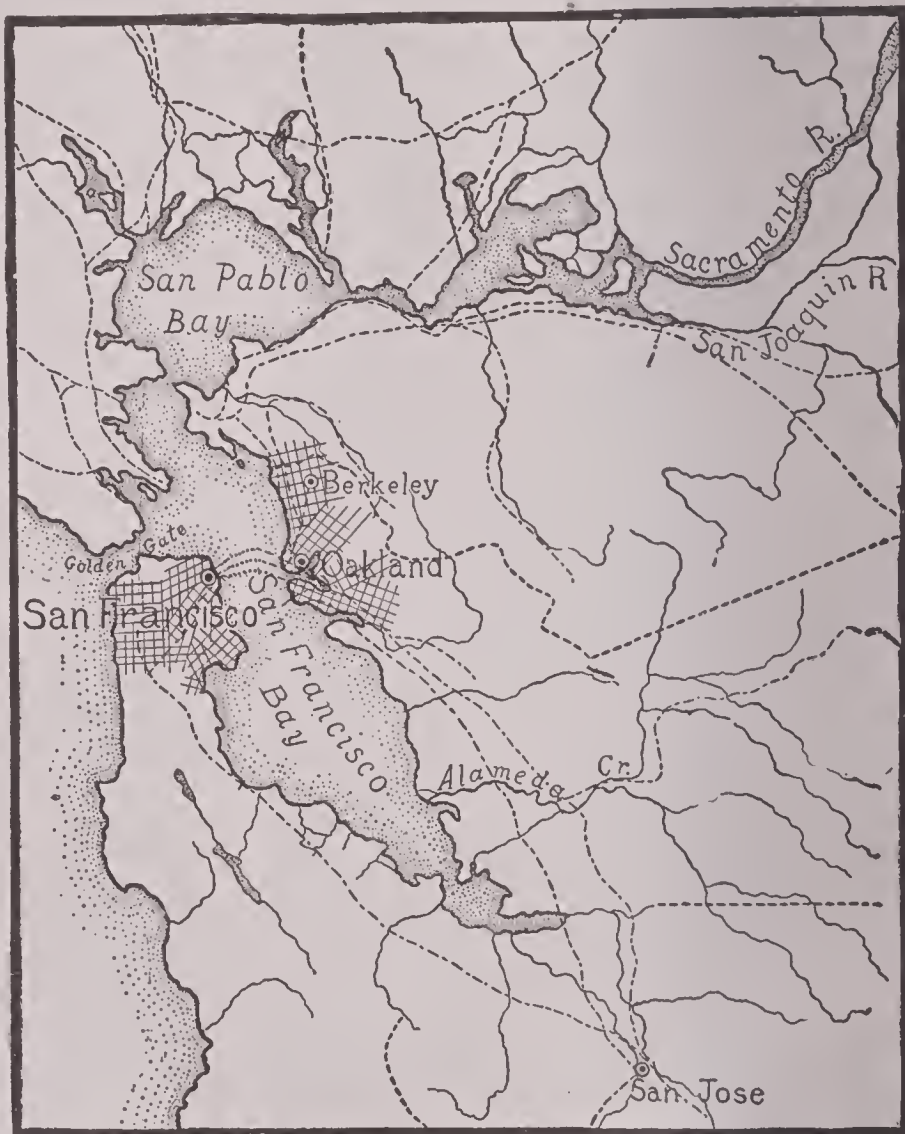 Sacramento R.
San Pablo
Bay
San Joaquin R
Berkeley
Golden Gate
Oakland
San Francisco
San Francisco
Bay
Alameda Cr.
San Jose